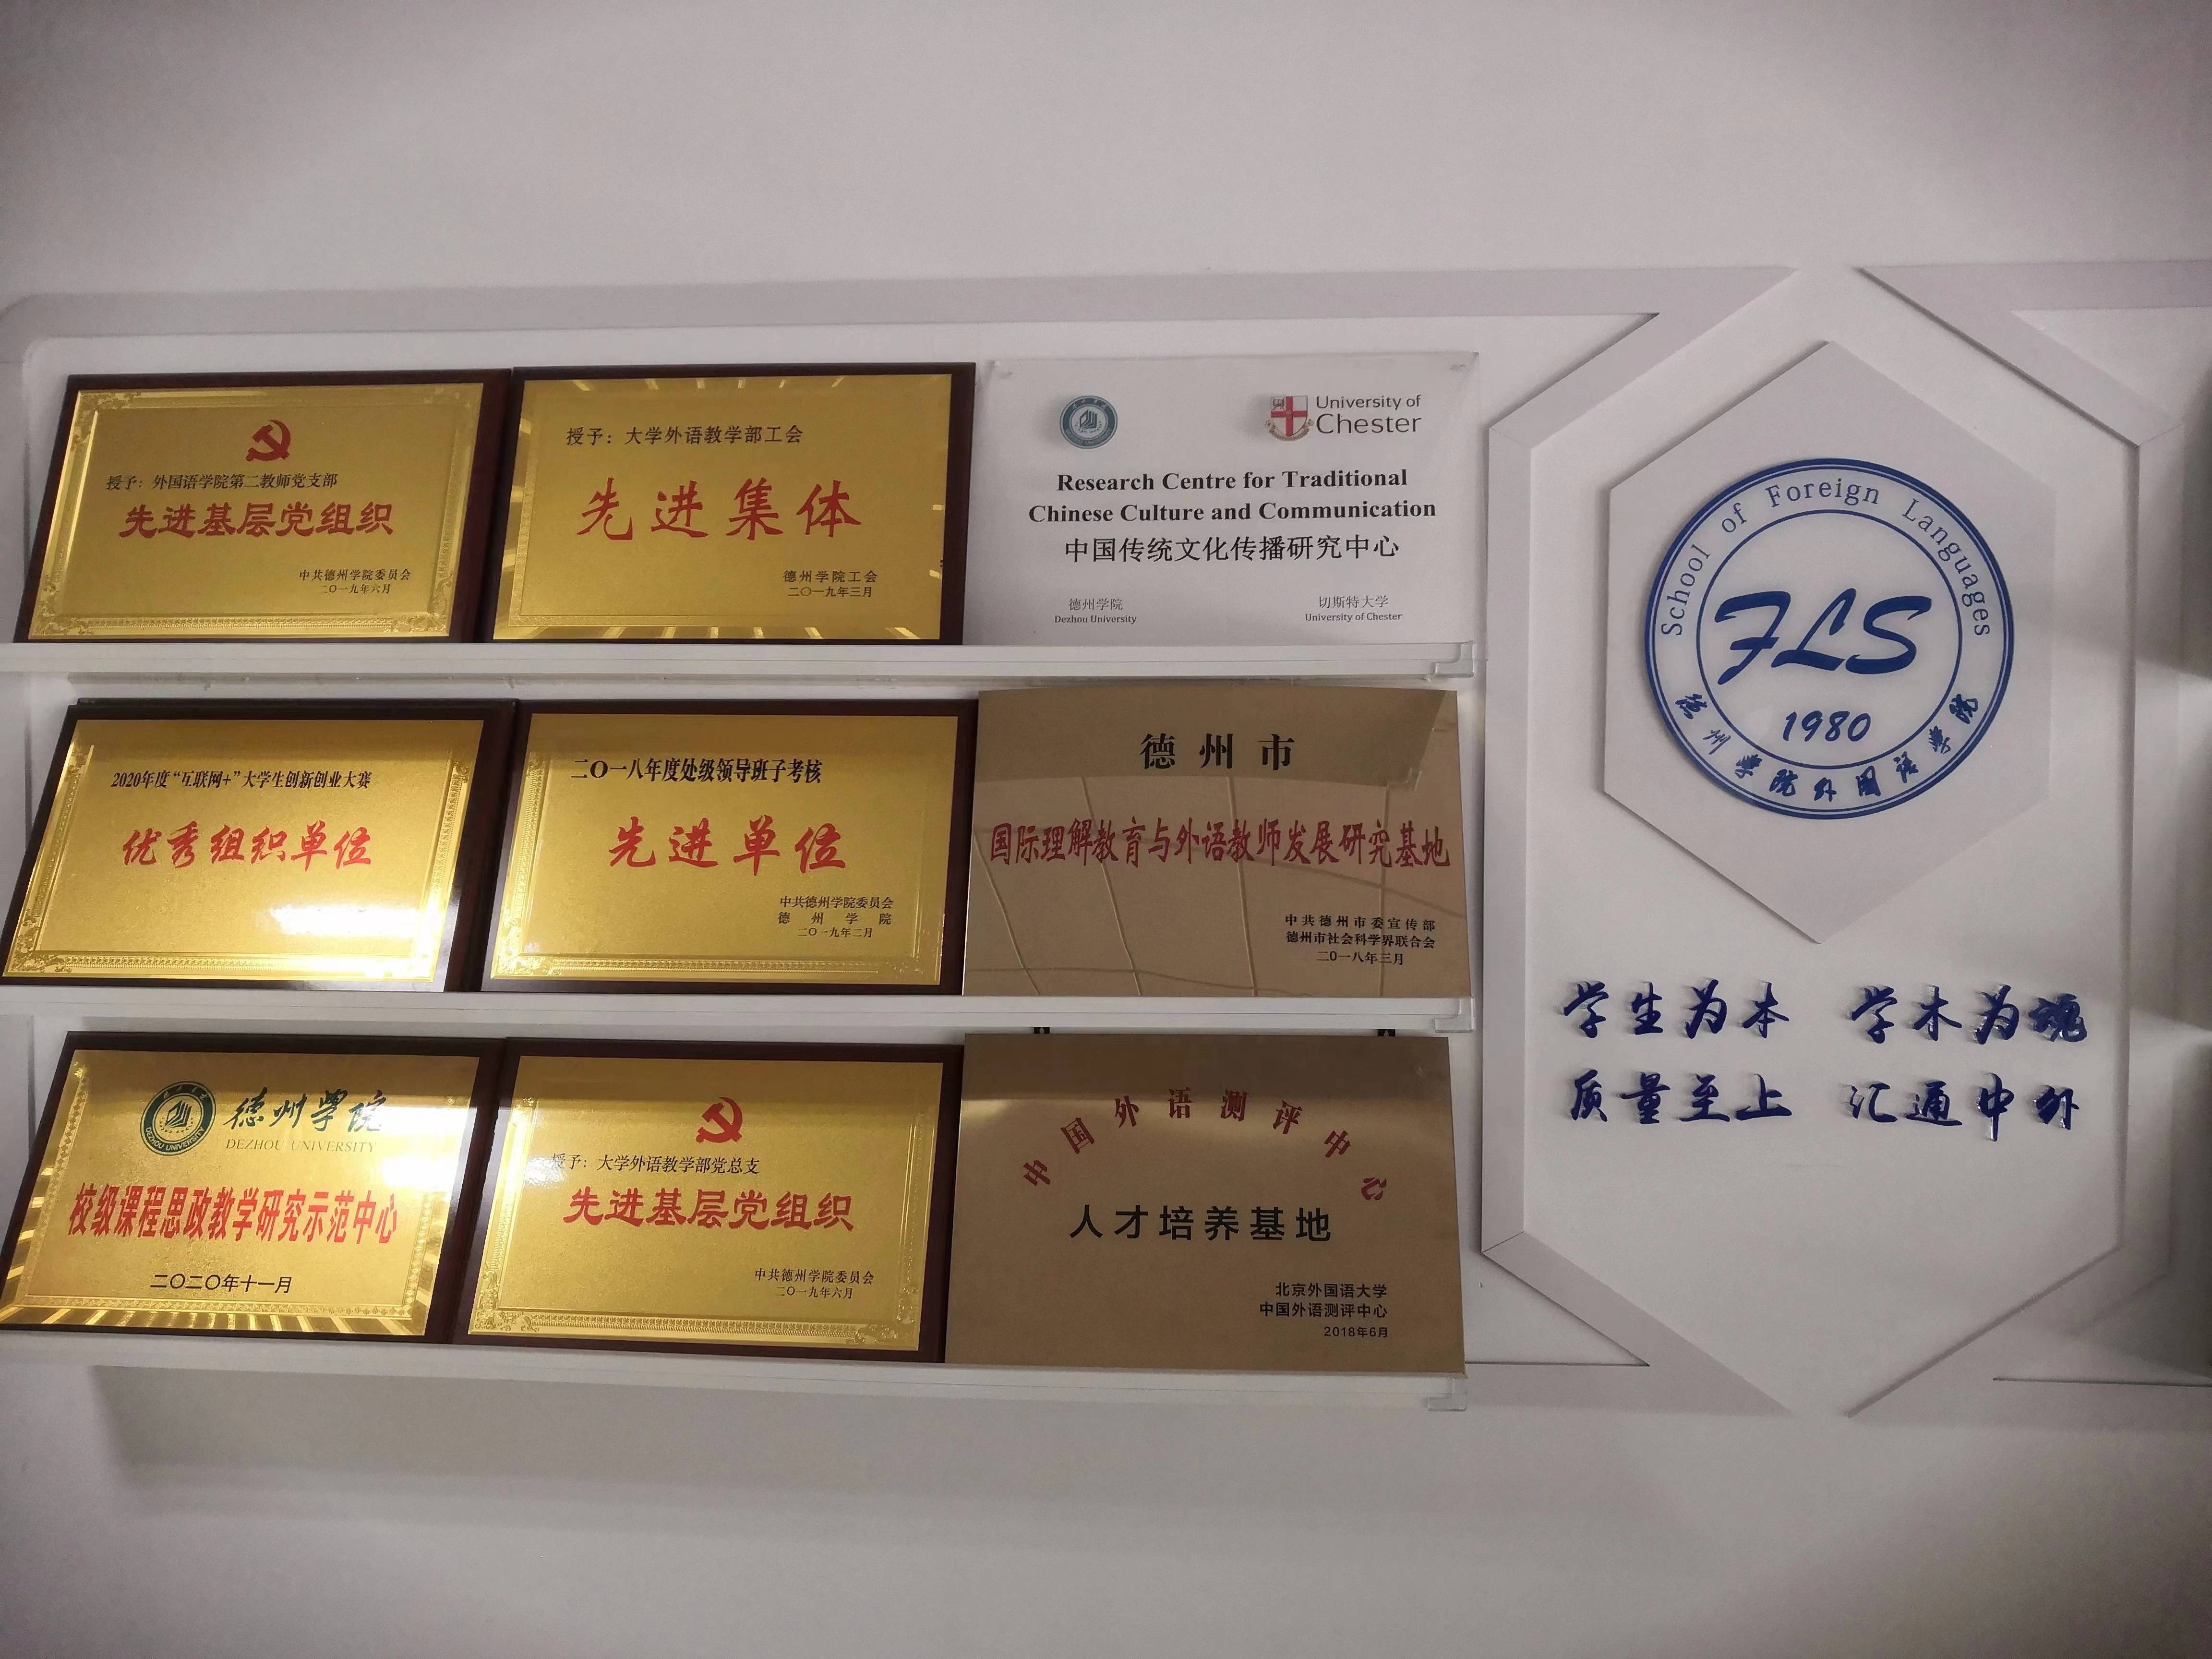 授予：外国语学院第二教师党支部
先进基层党组织
中共德州学院委员会
二〇一九年六月
授予：大学外语教学部工会
先进集体
德州学院工会
二〇一九年三月
University of
Chester
Research Centre for Traditional
Chinese Culture and Communication
中国传统文化传播研究中心
德州学院
Dezhou University
切斯特大学
University of Chester
2020年度“互联网+”大学生创新创业大赛
优秀组织单位
二〇一八年度处级领导班子考核
先进单位
中共德州学院委员会
德州学院
二〇一九年二月
德州市
国际理解教育与外语教师发展研究基地
中共德州市委宣传部
德州市社会科学界联合会
二〇一八年三月
德州学院
DEZHOU UNIVERSITY
DEZHOU UNIVERSITY
校级课程思政教学研究示范中心
二〇二〇年十一月
授予：大学外语教学部党总支
先进基层党组织
中共德州学院委员会
二〇一九年六月
中国外语测评中心
人才培养基地
北京外国语大学
中国外语测评中心
2018年6月
School of Foreign Languages
FLS
1980
德州學院外国语學院
学生为本 学术为魂
质量至上 汇通中外